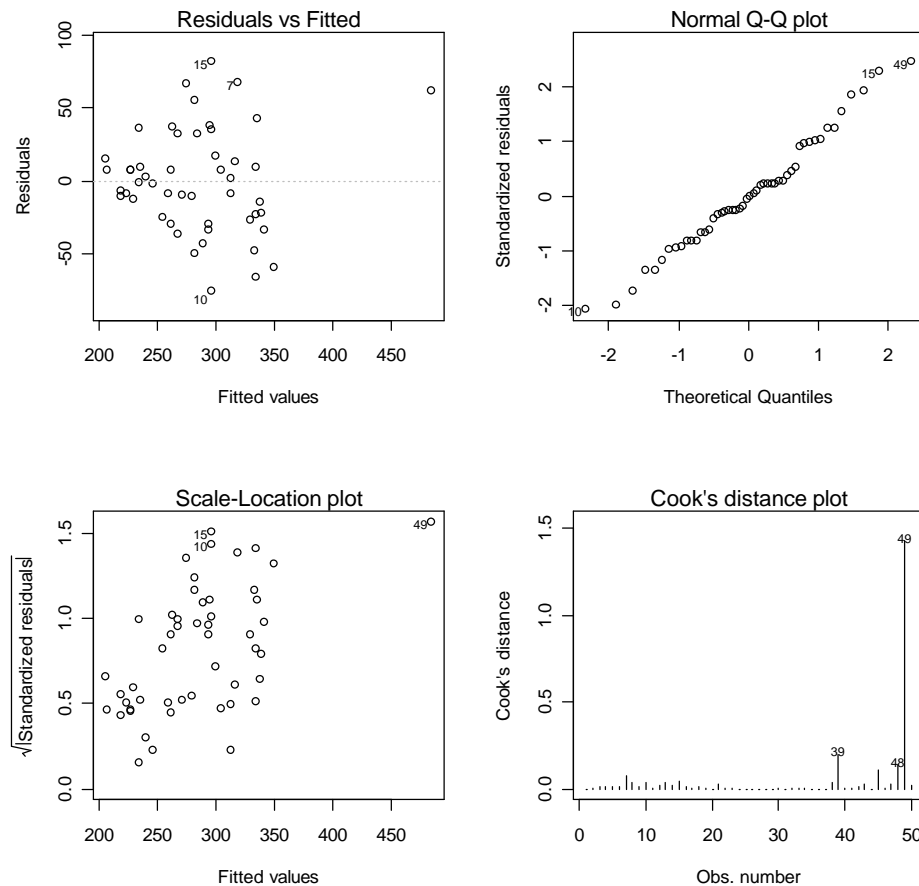 Residuals vs Fitted
Residuals
100
50
0
-50
15
7
10
200 250 300 350 400 450
Fitted values
Normal Q-Q plot
Standardized residuals
2
1
0
-1
-2
15
49
10
-2 -1 0 1 2
Theoretical Quantiles
Scale-Location plot
√|Standardized residuals|
1.5
1.0
0.5
0.0
15
10
49
200 250 300 350 400 450
Fitted values
Cook's distance plot
Cook's distance
1.5
1.0
0.5
0.0
49
39
48
0 10 20 30 40 50
Obs. number